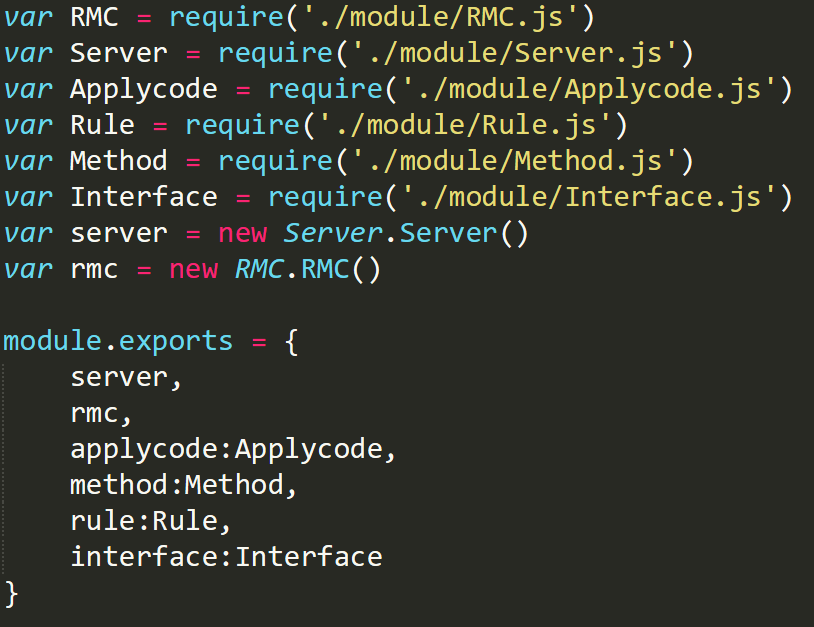 var RMC = require('./module/RMC.js')
var Server = require('./module/Server.js')
var Applycode = require('./module/Applycode.js')
var Rule = require('./module/Rule.js')
var Method = require('./module/Method.js')
var Interface = require('./module/Interface.js')
var server = new Server.Server()
var rmc = new RMC.RMC()

module.exports = {
    server,
    rmc,
    applycode:Applycode,
    method:Method,
    rule:Rule,
    interface:Interface
}